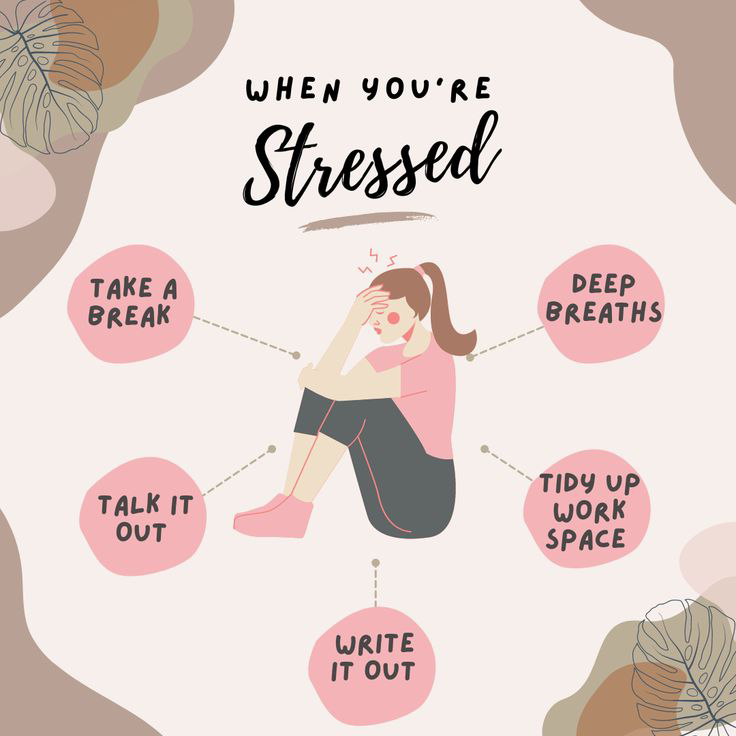 WHEN YOU'RE
Stressed
TAKE A
BREAK
DEEP
BREATHS
TALK IT
OUT
TIDY UP
WORK
SPACE
WRITE
IT OUT